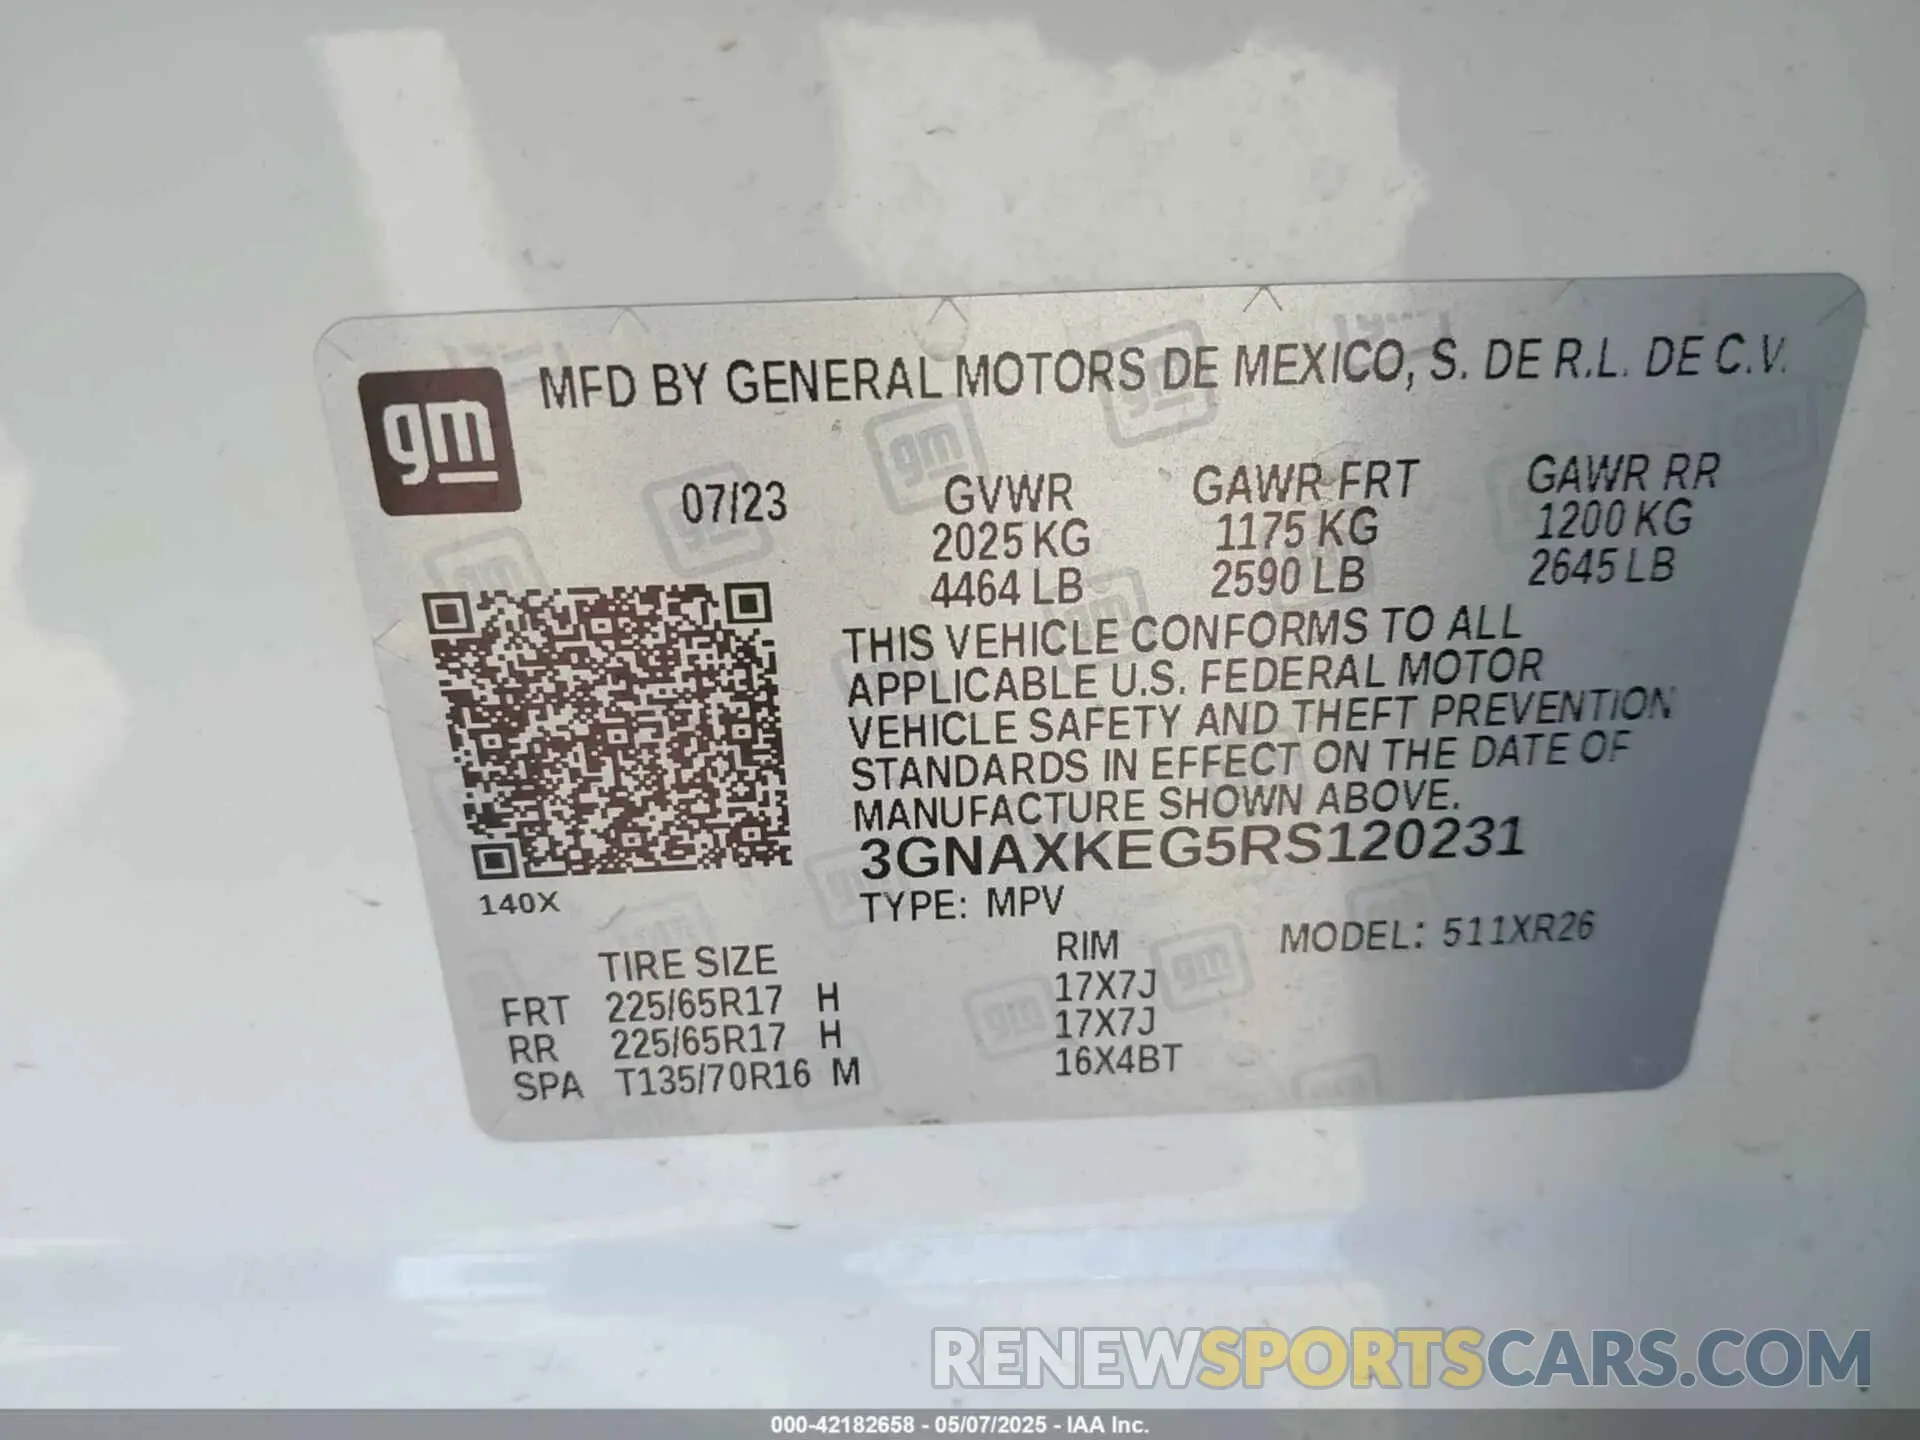 gm
MFD BY GENERAL MOTORS DE MEXICO, S. DE R.L. DE C.V.
07/23 GVWR GAWR FRT GAWR RR
2025 KG 1175 KG 1200 KG
4464 LB 2590 LB 2645 LB
THIS VEHICLE CONFORMS TO ALL
APPLICABLE U.S. FEDERAL MOTOR
VEHICLE SAFETY AND THEFT PREVENTION
STANDARDS IN EFFECT ON THE DATE OF
MANUFACTURE SHOWN ABOVE.
3GNAXKEG5RS120231
140X
TYPE: MPV
TIRE SIZE RIM MODEL: 511XR26
FRT 225/65R17 H 17X7J
RR 225/65R17 H 17X7J
SPA T135/70R16 M 16X4BT
RENEWSPORTSCARS.COM
000-42182658 - 05/07/2025 - IAA Inc.